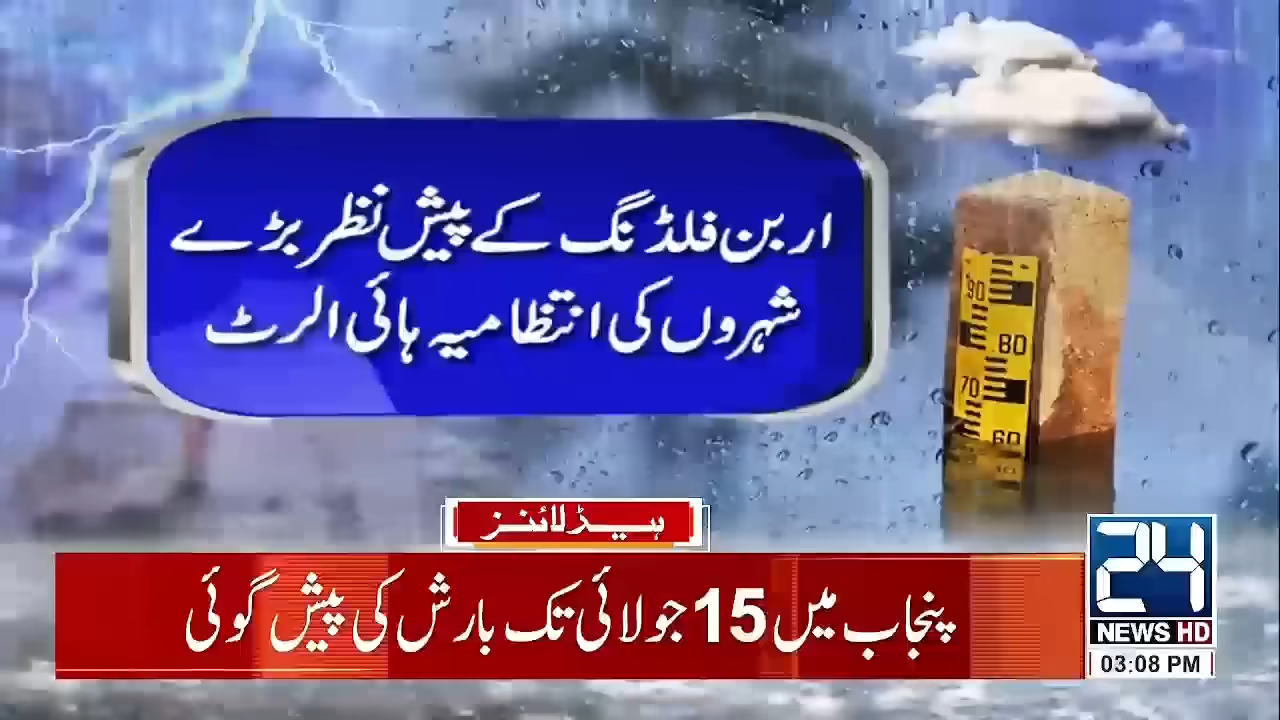 اربن فلڈنگ کے پیش نظر بڑے
شہروں کی انتظامیہ ہائی الرٹ
90
80
70
60
ہیڈلائنز
پنجاب میں 15 جولائی تک بارش کی پیش گوئی
24
NEWS HD
03:08 PM